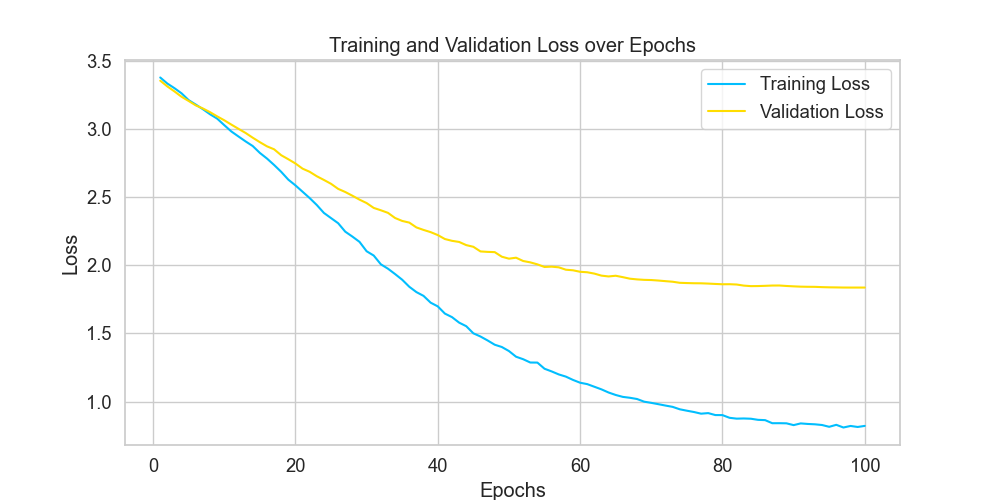 Training and Validation Loss over Epochs
Training Loss
Validation Loss
Loss
3.5
3.0
2.5
2.0
1.5
1.0
0 20 40 60 80 100
Epochs